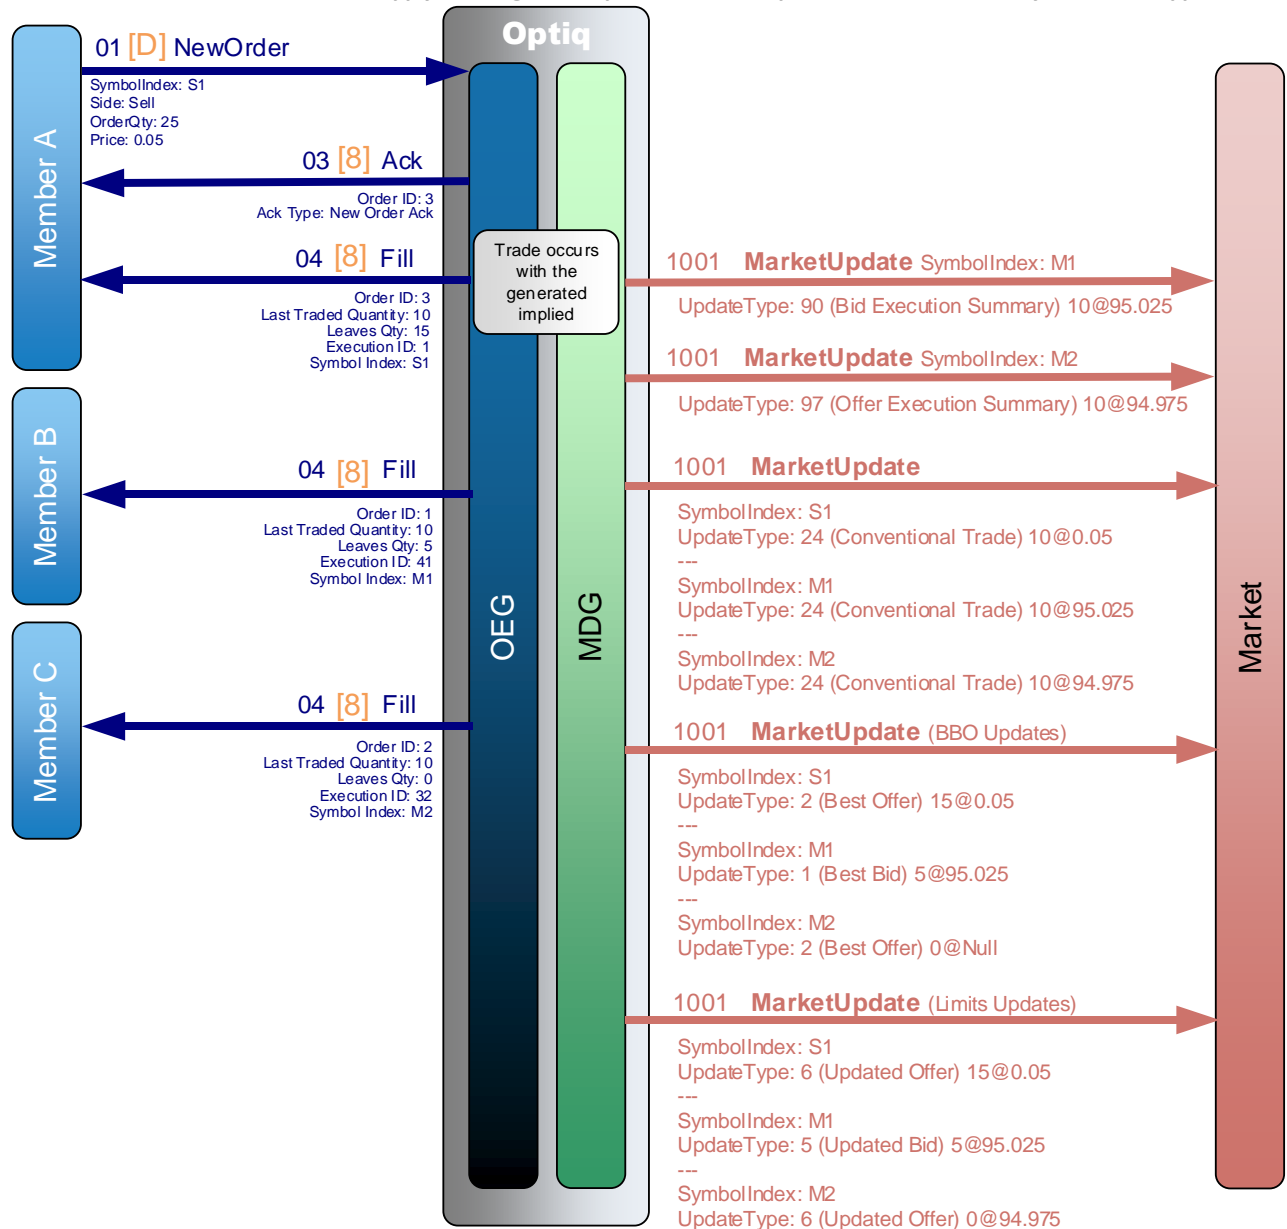 Optiq
01 [D] NewOrder
SymbolIndex: S1
Side: Sell
OrderQty: 25
Price: 0.05
03 [8] Ack
Order ID: 3
Ack Type: New Order Ack
04 [8] Fill
Order ID: 3
Last Traded Quantity: 10
Leaves Qty: 15
Execution ID: 1
Symbol Index: S1
Member A
Trade occurs
with the
generated
implied
1001 MarketUpdate SymbolIndex: M1
UpdateType: 90 (Bid Execution Summary) 10@95.025
1001 MarketUpdate SymbolIndex: M2
UpdateType: 97 (Offer Execution Summary) 10@94.975
Member B
04 [8] Fill
Order ID: 1
Last Traded Quantity: 10
Leaves Qty: 5
Execution ID: 41
Symbol Index: M1
1001 MarketUpdate
SymbolIndex: S1
UpdateType: 24 (Conventional Trade) 10@0.05
---
SymbolIndex: M1
UpdateType: 24 (Conventional Trade) 10@95.025
---
SymbolIndex: M2
UpdateType: 24 (Conventional Trade) 10@94.975
OEG
MDG
Market
Member C
04 [8] Fill
Order ID: 2
Last Traded Quantity: 10
Leaves Qty: 0
Execution ID: 32
Symbol Index: M2
1001 MarketUpdate (BBO Updates)
SymbolIndex: S1
UpdateType: 2 (Best Offer) 15@0.05
---
SymbolIndex: M1
UpdateType: 1 (Best Bid) 5@95.025
---
SymbolIndex: M2
UpdateType: 2 (Best Offer) 0@Null
1001 MarketUpdate (Limits Updates)
SymbolIndex: S1
UpdateType: 6 (Updated Offer) 15@0.05
---
SymbolIndex: M1
UpdateType: 5 (Updated Bid) 5@95.025
---
SymbolIndex: M2
UpdateType: 6 (Updated Offer) 0@94.975